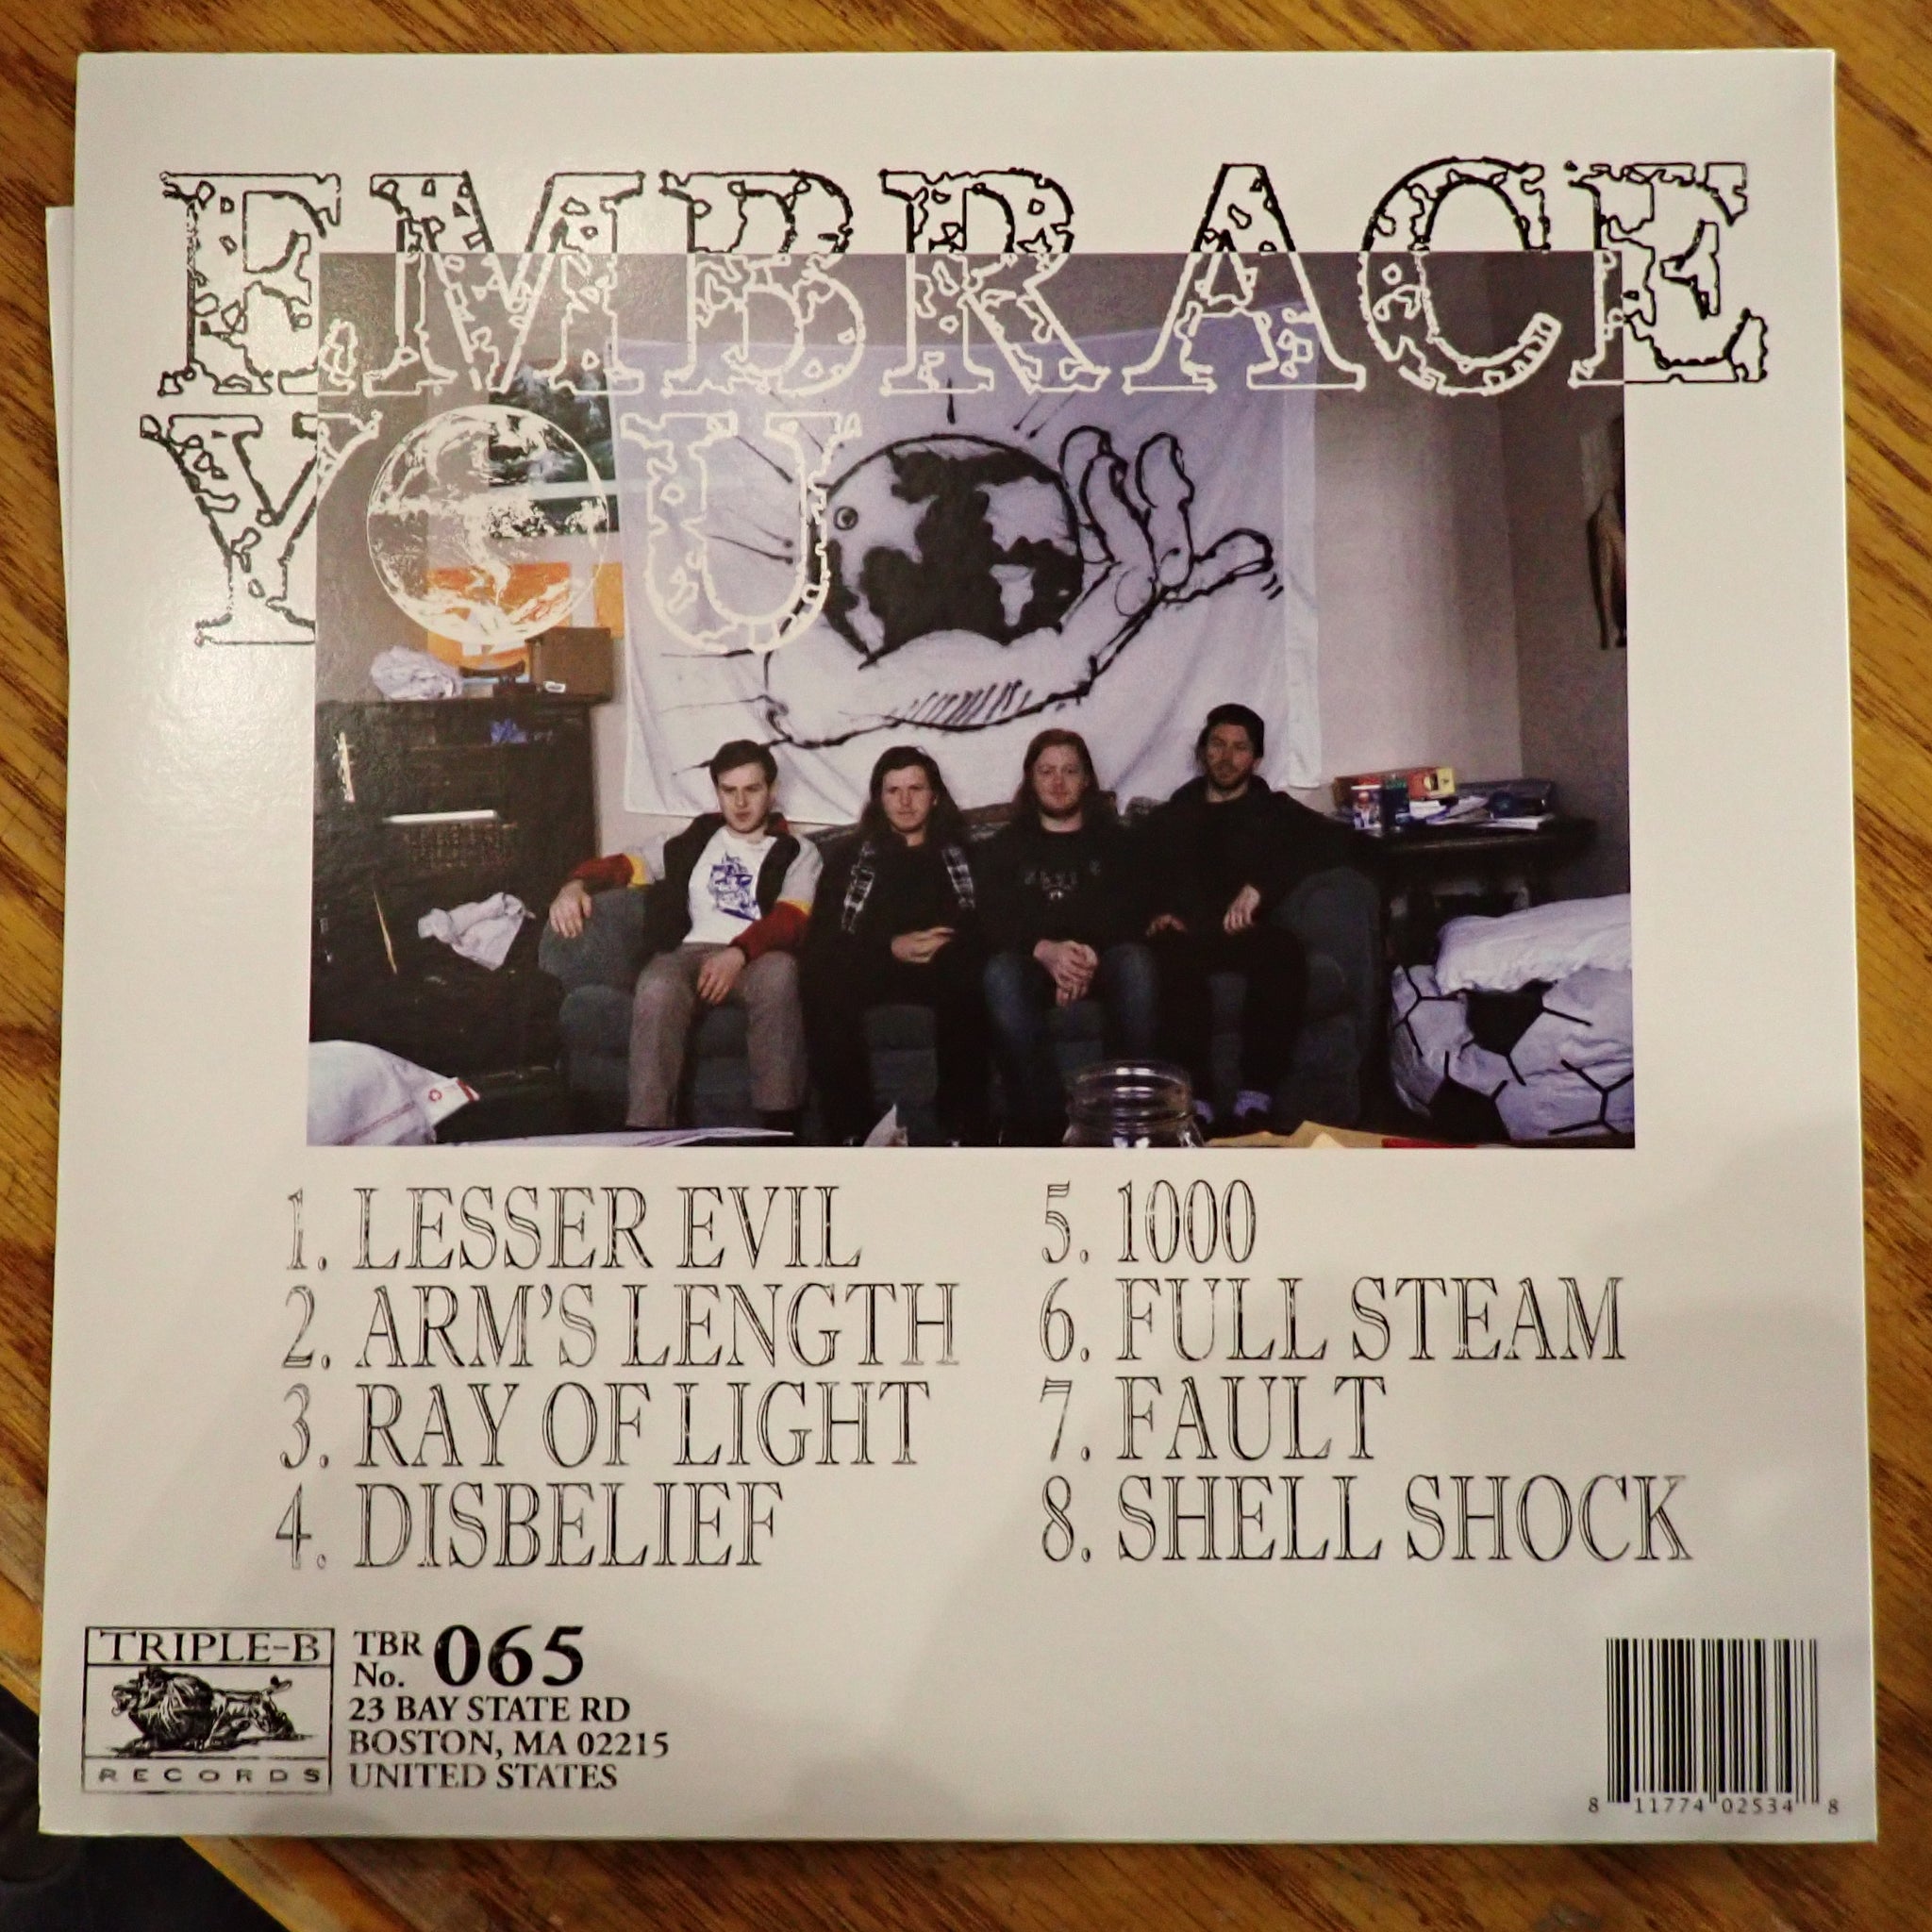 EMBRACE
YOU
1. LESSER EVIL
2. ARM'S LENGTH
3. RAY OF LIGHT
4. DISBELIEF
5. 1000
6. FULL STEAM
7. FAULT
8. SHELL SHOCK
TRIPLE-B
RECORDS
TBR
No. 065
23 BAY STATE RD
BOSTON, MA 02215
UNITED STATES
8 11774 02534 8